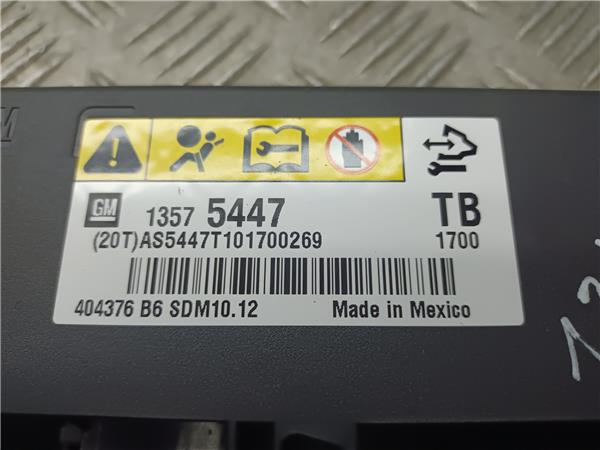 GM 1357 5447 TB
(20T)AS5447T101700269 1700
404376 B6 SDM10.12 Made in Mexico